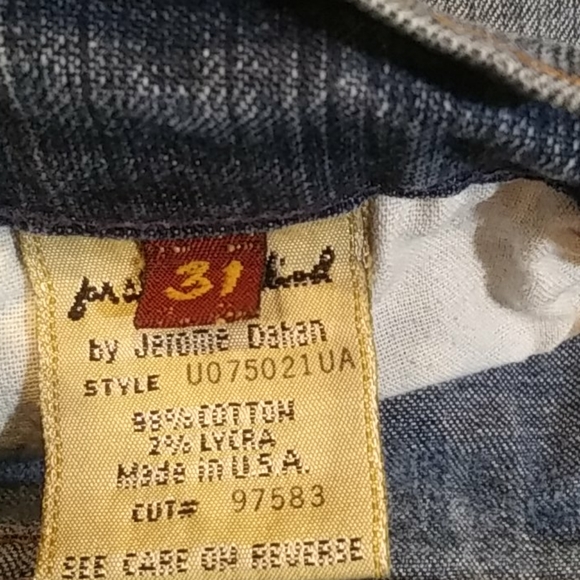 31
by Jerome Dahan
STYLE U075021UA
98% COTTON
2% LYCRA
Made in U.S.A.
CUT# 97583
SEE CARE ON REVERSE